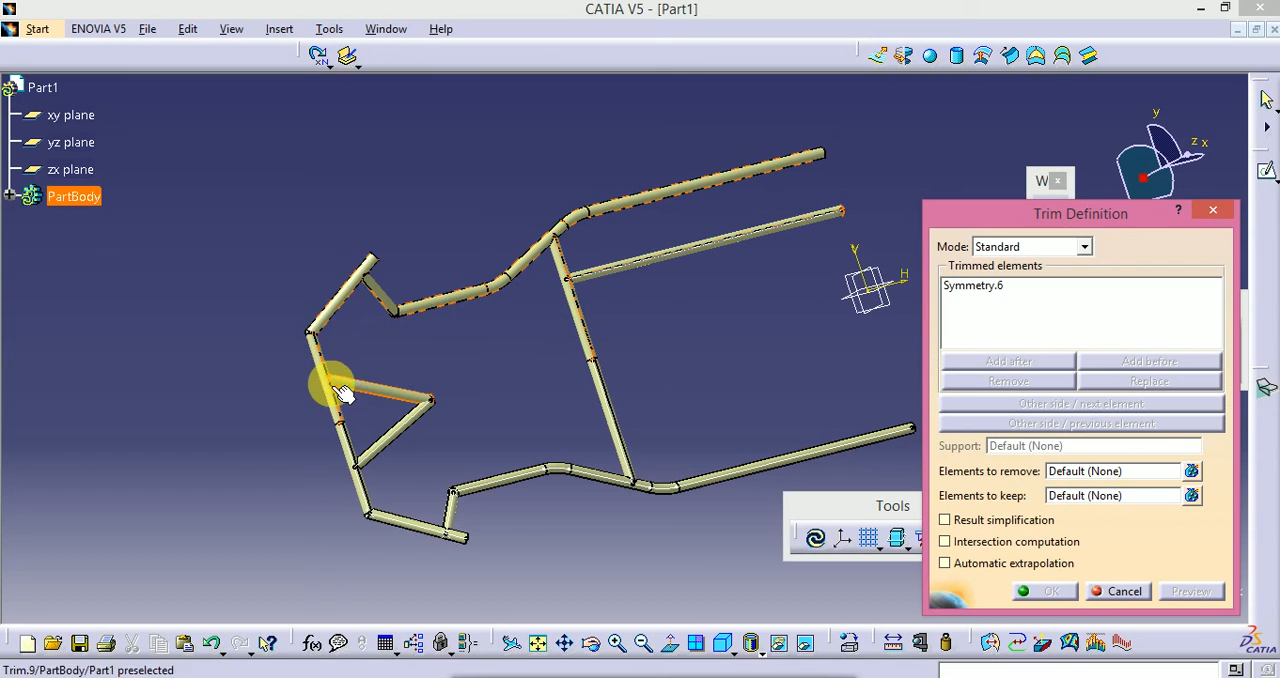 CATIA V5 - [Part1]
Start ENOVIA V5 File Edit View Insert Tools Window Help
Part1
xy plane
yz plane
zx plane
PartBody
y
z x
W
y
H
Trim Definition
Mode: Standard
Trimmed elements
Symmetry.6
Add after Add before
Remove Replace
Other side / next element
Other side / previous element
Support: Default (None)
Elements to remove: Default (None)
Elements to keep: Default (None)
Result simplification
Intersection computation
Automatic extrapolation
OK Cancel Preview
Tools
f(x)
CATIA
Trim.9/PartBody/Part1 preselected